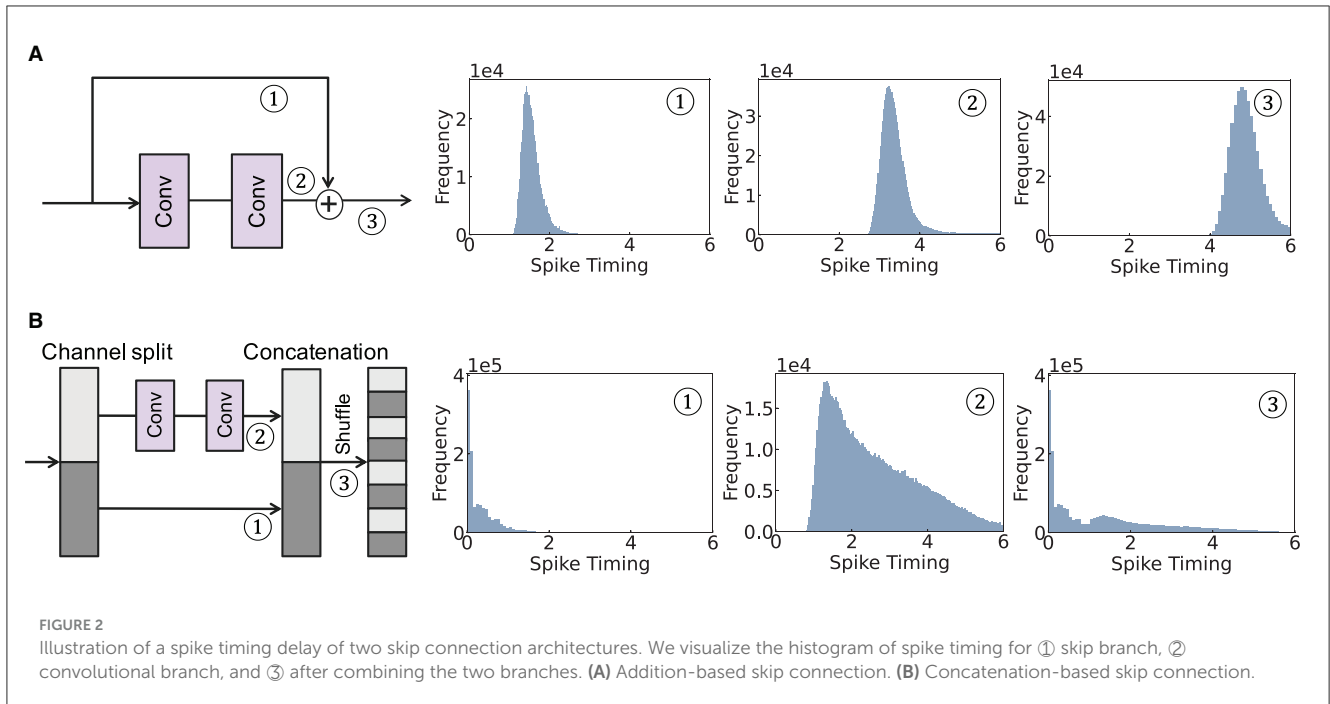 A
①
Conv
Conv
②
+
③
1e4
①
Frequency
2
1
0
0 2 4 6
Spike Timing
1e4
②
Frequency
3
2
1
0
0 2 4 6
Spike Timing
1e4
③
Frequency
4
2
0
0 2 4 6
Spike Timing
B
Channel split
Concatenation
Conv
Conv
②
Shuffle
③
①
1e5
①
Frequency
4
2
0
0 2 4 6
Spike Timing
1e4
②
Frequency
1.5
1.0
0.5
0.0
0 2 4 6
Spike Timing
1e5
③
Frequency
4
2
0
0 2 4 6
Spike Timing
FIGURE 2
Illustration of a spike timing delay of two skip connection architectures. We visualize the histogram of spike timing for ① skip branch, ②
convolutional branch, and ③ after combining the two branches. (A) Addition-based skip connection. (B) Concatenation-based skip connection.